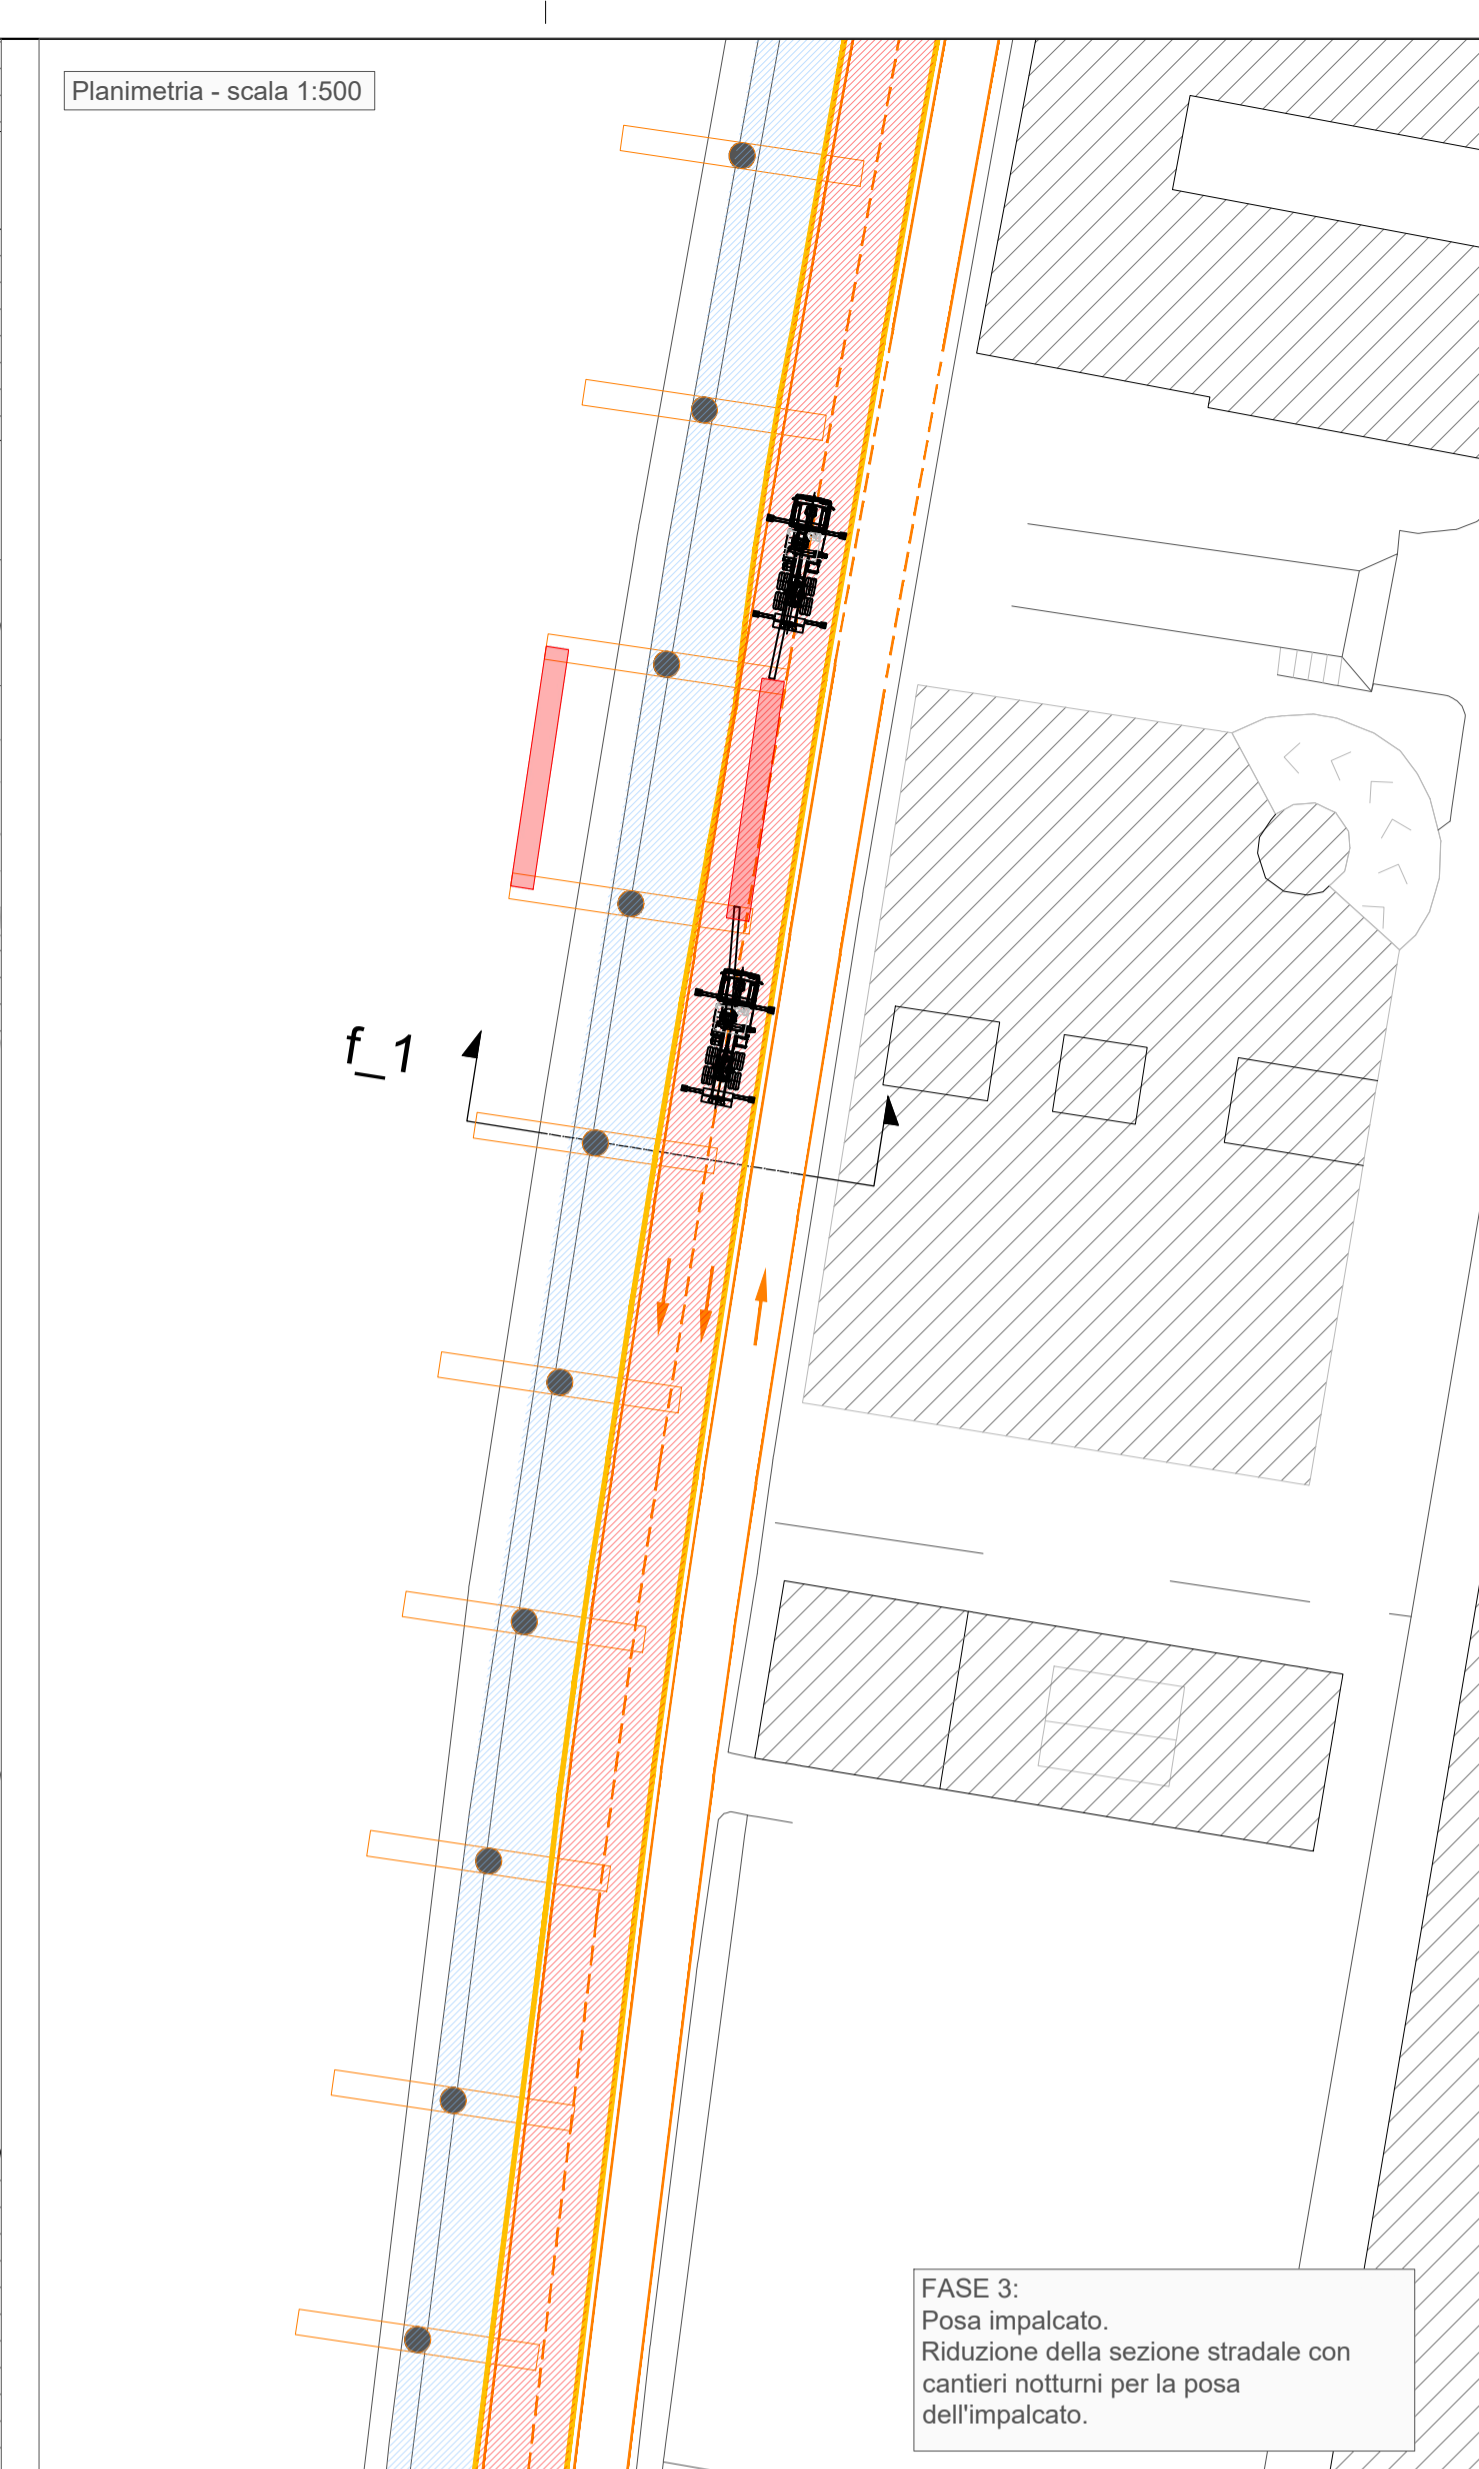 Planimetria - scala 1:500
f_1
FASE 3:
Posa impalcato.
Riduzione della sezione stradale con
cantieri notturni per la posa
dell'impalcato.